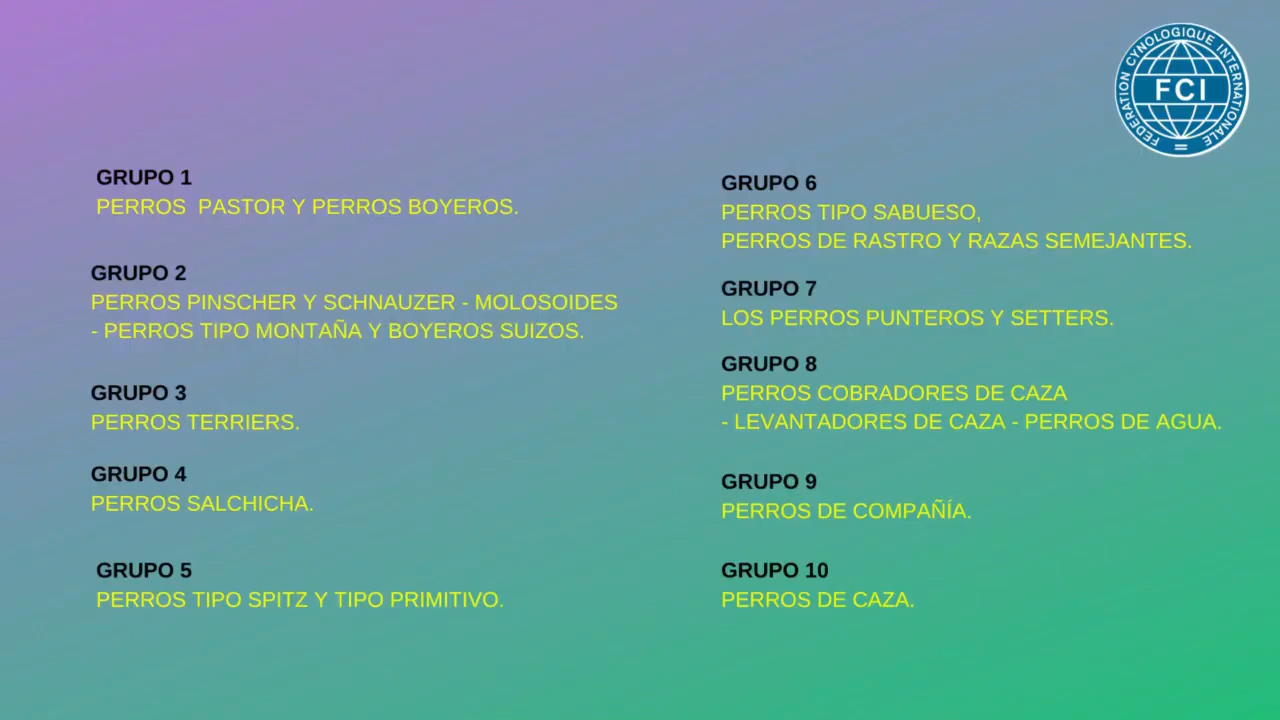 FEDERATION CYNOLOGIQUE INTERNATIONALE
FCI
GRUPO 1
PERROS  PASTOR Y PERROS BOYEROS.
GRUPO 2
PERROS PINSCHER Y SCHNAUZER - MOLOSOIDES
- PERROS TIPO MONTAÑA Y BOYEROS SUIZOS.
GRUPO 3
PERROS TERRIERS.
GRUPO 4
PERROS SALCHICHA.
GRUPO 5
PERROS TIPO SPITZ Y TIPO PRIMITIVO.
GRUPO 6
PERROS TIPO SABUESO,
PERROS DE RASTRO Y RAZAS SEMEJANTES.
GRUPO 7
LOS PERROS PUNTEROS Y SETTERS.
GRUPO 8
PERROS COBRADORES DE CAZA
- LEVANTADORES DE CAZA - PERROS DE AGUA.
GRUPO 9
PERROS DE COMPAÑÍA.
GRUPO 10
PERROS DE CAZA.